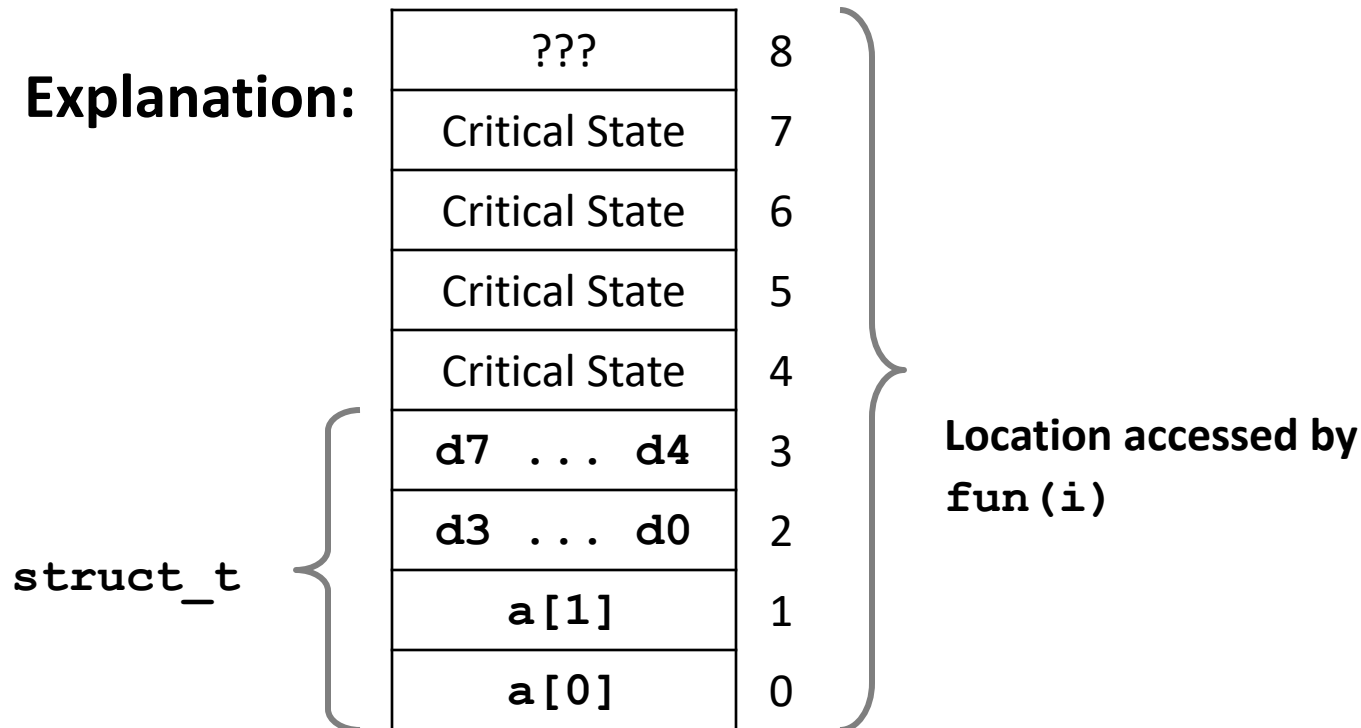 Explanation:
??? 8
Critical State 7
Critical State 6
Critical State 5
Critical State 4
d7 ... d4 3
d3 ... d0 2
a[1] 1
a[0] 0
struct_t
Location accessed by
fun(i)